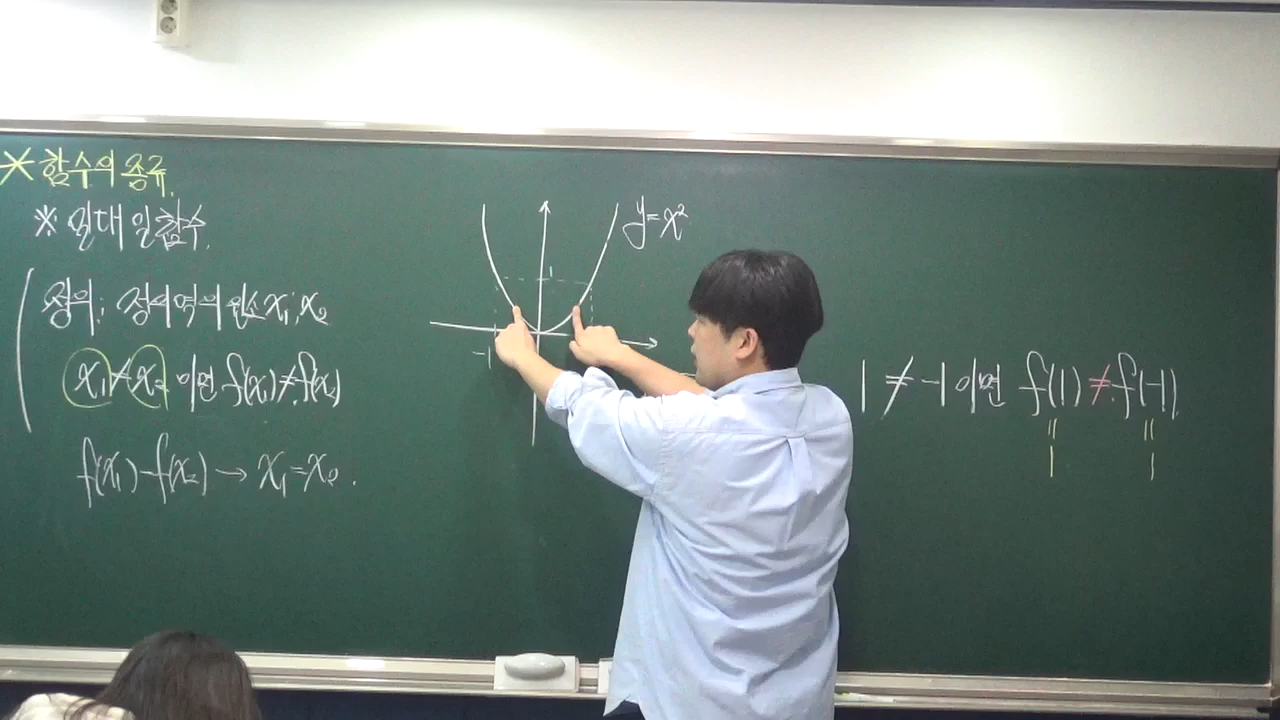 * 함수의 종류.
※ 일대일함수.
정의: 정의역의 원소 x₁, x₂
x₁≠x₂ 이면 f(x₁)≠f(x₂)
f(x₁)=f(x₂) → x₁=x₂.
y=x²
1
-1
1 ≠ -1 이면 f(1) ≠ f(-1).
" "
1 1